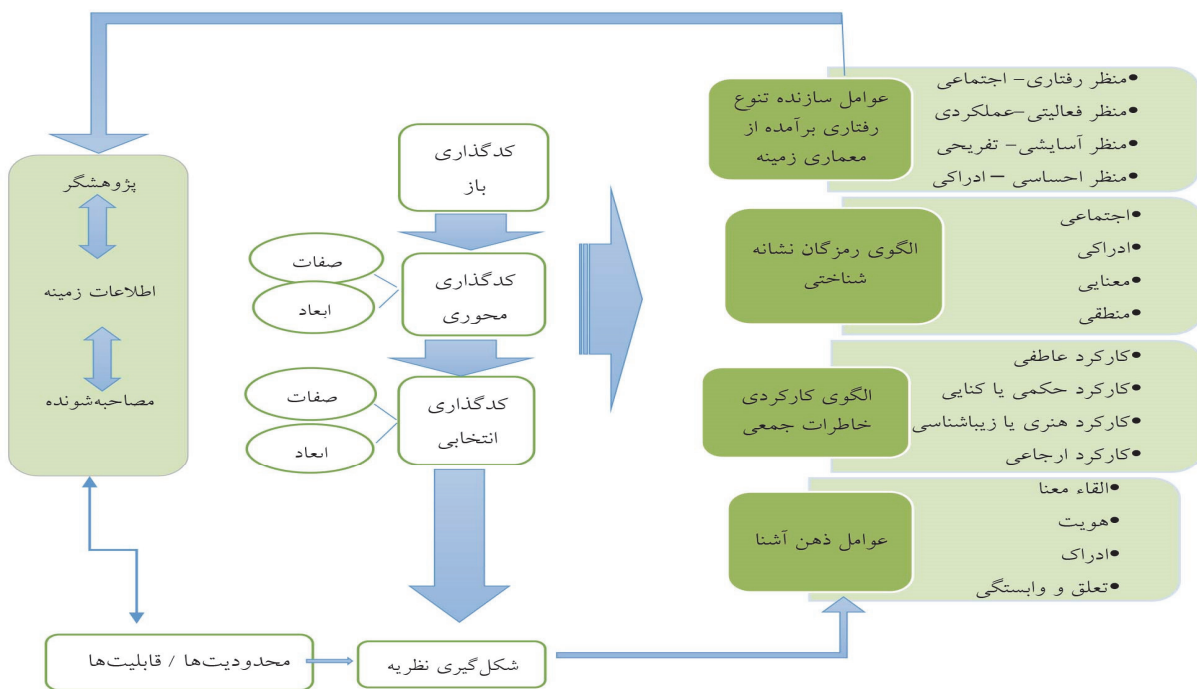 عوامل سازنده تنوع
رفتاری برآمده از
معماری زمینه
•منظر رفتاری– اجتماعی
•منظر فعالیتی–عملکردی
•منظر آسایشی– تفریحی
•منظر احساسی – ادراکی
الگوی رمزگان نشانه
شناختی
•اجتماعی
•ادراکی
•معنایی
•منطقی
الگوی کارکردی
خاطرات جمعی
•کارکرد عاطفی
•کارکرد حکمی یا کنایی
•کارکرد هنری یا زیباشناسی
•کارکرد ارجاعی
عوامل ذهن آشنا
•القاء معنا
•هویت
•ادراک
•تعلق و وابستگی
کدگذاری
باز
کدگذاری
محوری
صفات
ابعاد
کدگذاری
انتخابی
صفات
ابعاد
شکل‌گیری نظریه
پژوهشگر
اطلاعات زمینه
مصاحبه‌شونده
محدودیت‌ها / قابلیت‌ها